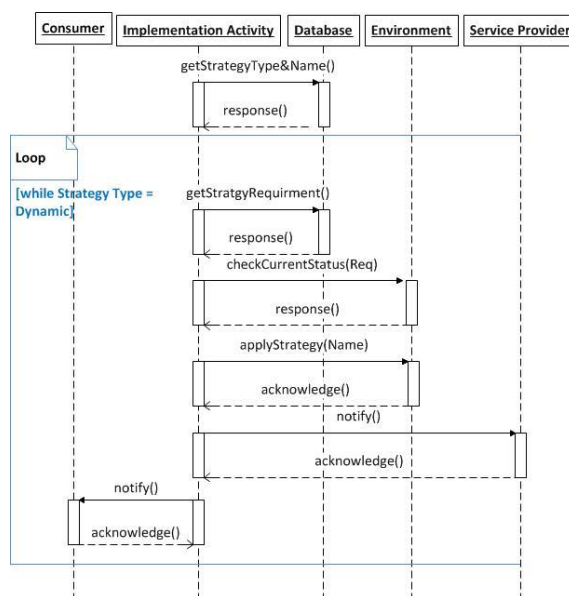 Consumer
Implementation Activity
Database
Environment
Service Provider
getStrategyType&Name()
response()
Loop
[while Strategy Type =
Dynamic]
getStratgyRequirment()
response()
checkCurrentStatus(Req)
response()
applyStrategy(Name)
acknowledge()
notify()
acknowledge()
notify()
acknowledge()